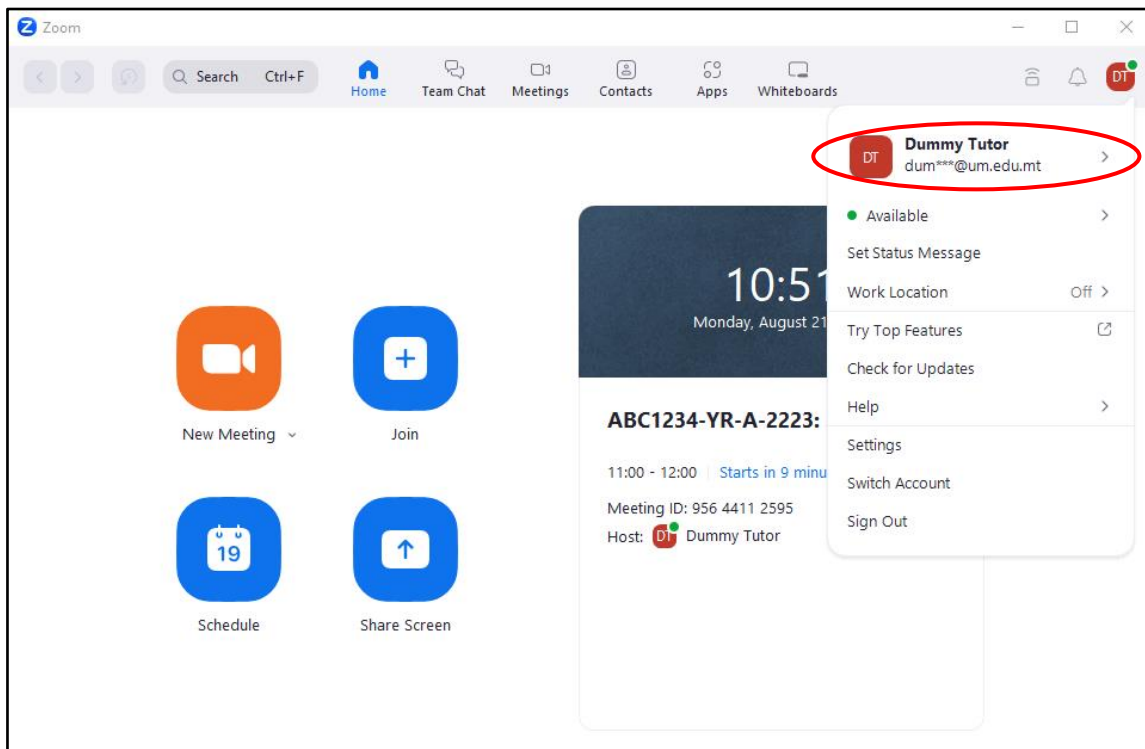 Zoom
Search Ctrl+F
Home Team Chat Meetings Contacts Apps Whiteboards
DT
DT
Dummy Tutor
dum***@um.edu.mt
Available
Set Status Message
Work Location Off
Try Top Features
Check for Updates
Help
Settings
Switch Account
Sign Out
New Meeting Join
19
Schedule Share Screen
10:51
Monday, August 21
ABC1234-YR-A-2223:
11:00 - 12:00 Starts in 9 minu
Meeting ID: 956 4411 2595
Host: DT Dummy Tutor